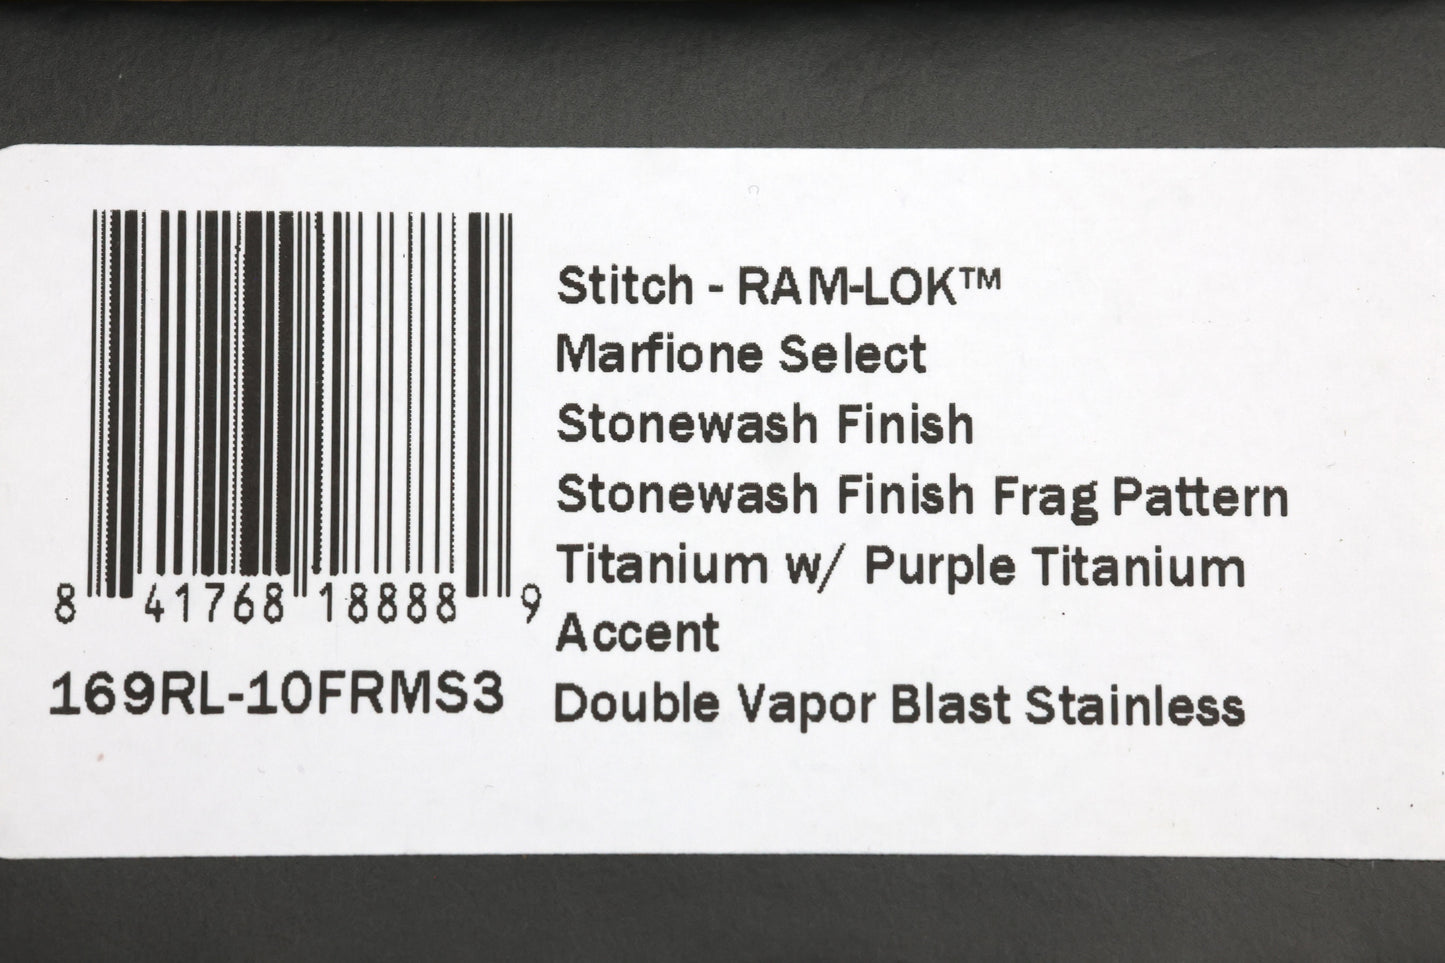 8 41768 18888 9
169RL-10FRMS3
Stitch - RAM-LOK™
Marfione Select
Stonewash Finish
Stonewash Finish Frag Pattern
Titanium w/ Purple Titanium
Accent
Double Vapor Blast Stainless